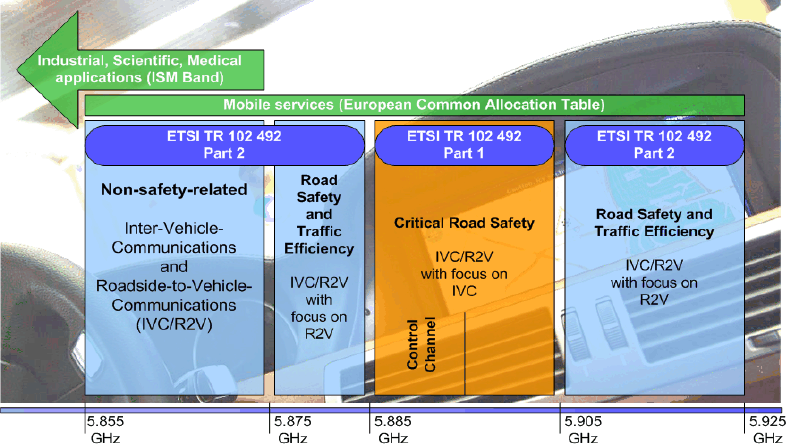 Industrial, Scientific, Medical
applications (ISM Band)
Mobile services (European Common Allocation Table)
ETSI TR 102 492
Part 2
Non-safety-related
Inter-Vehicle-
Communications
and
Roadside-to-Vehicle-
Communications
(IVC/R2V)
Road
Safety
and
Traffic
Efficiency
IVC/R2V
with
focus on
R2V
ETSI TR 102 492
Part 1
Critical Road Safety
IVC/R2V
with focus on
IVC
Control
Channel
ETSI TR 102 492
Part 2
Road Safety and
Traffic Efficiency
IVC/R2V
with focus on
R2V
5.855
GHz
5.875
GHz
5.885
GHz
5.905
GHz
5.925
GHz